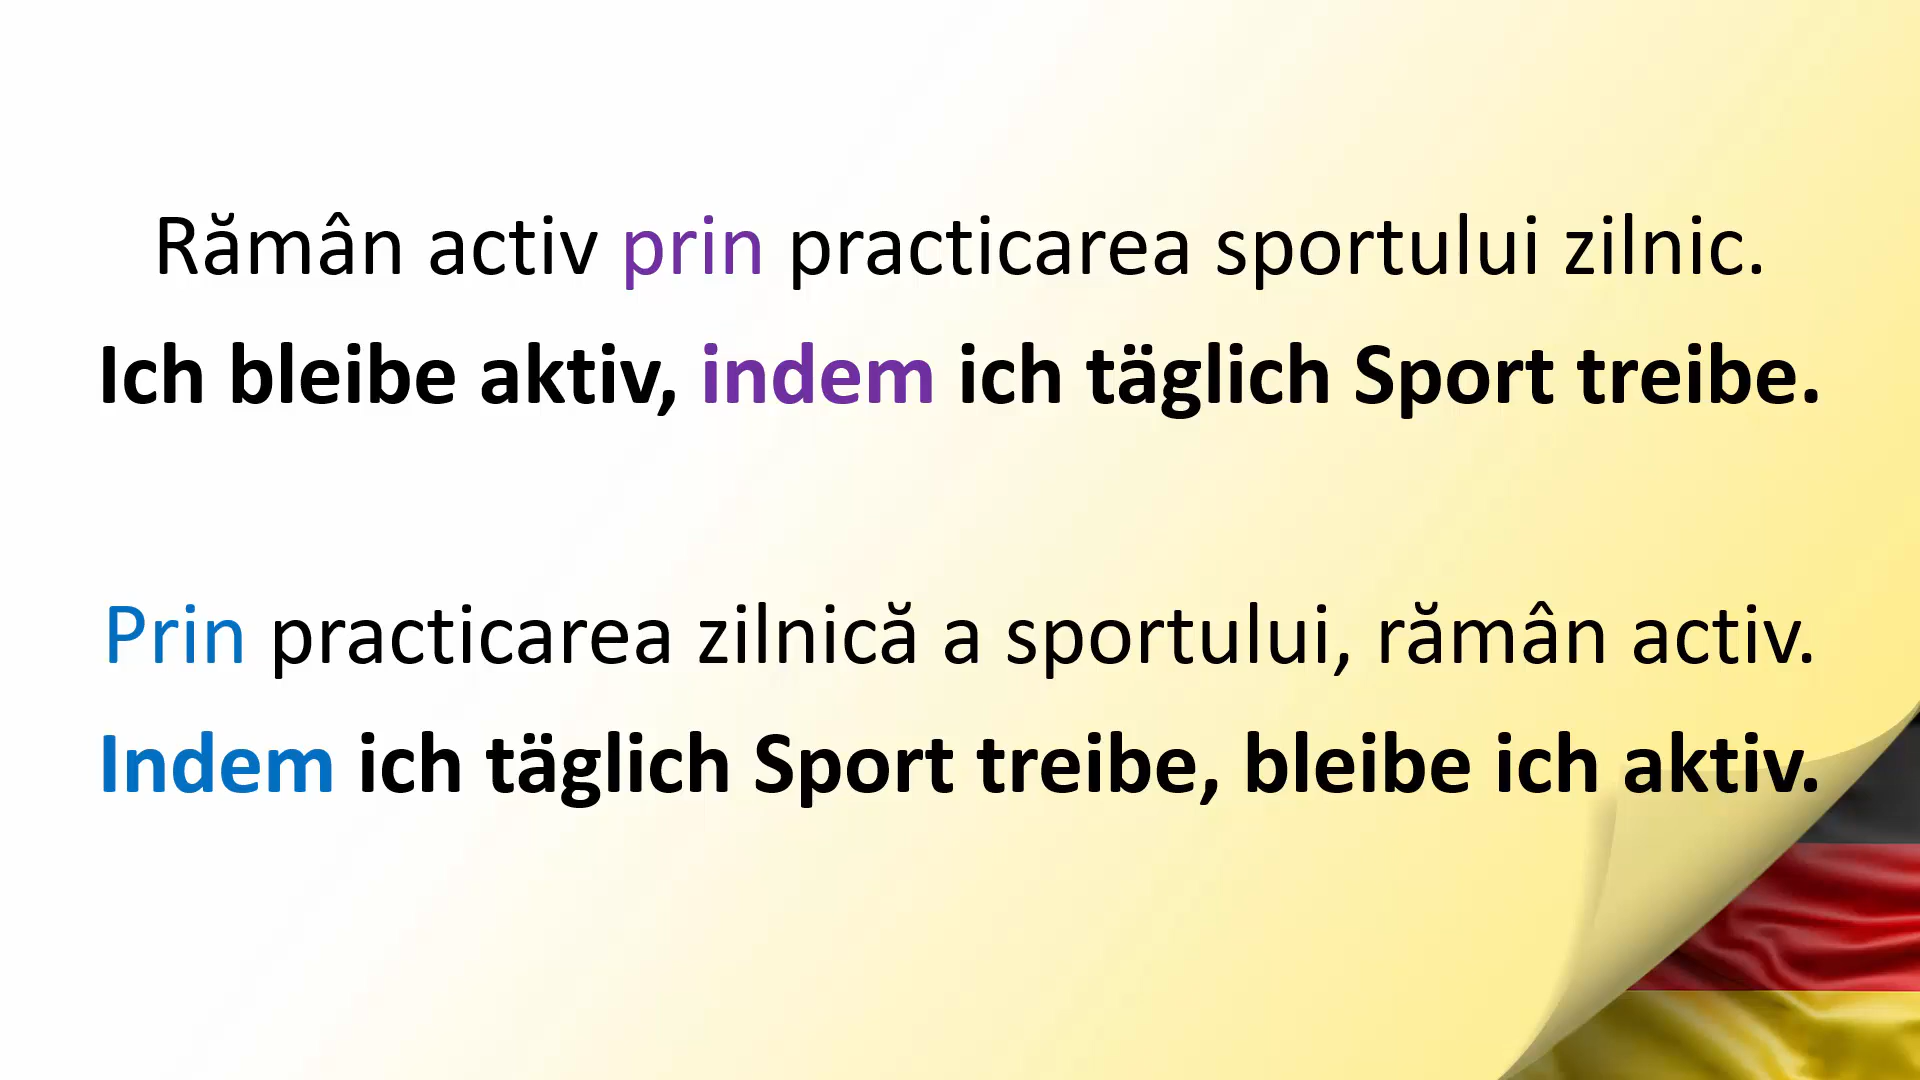 Rămân activ prin practicarea sportului zilnic.
Ich bleibe aktiv, indem ich täglich Sport treibe.
Prin practicarea zilnică a sportului, rămân activ.
Indem ich täglich Sport treibe, bleibe ich aktiv.